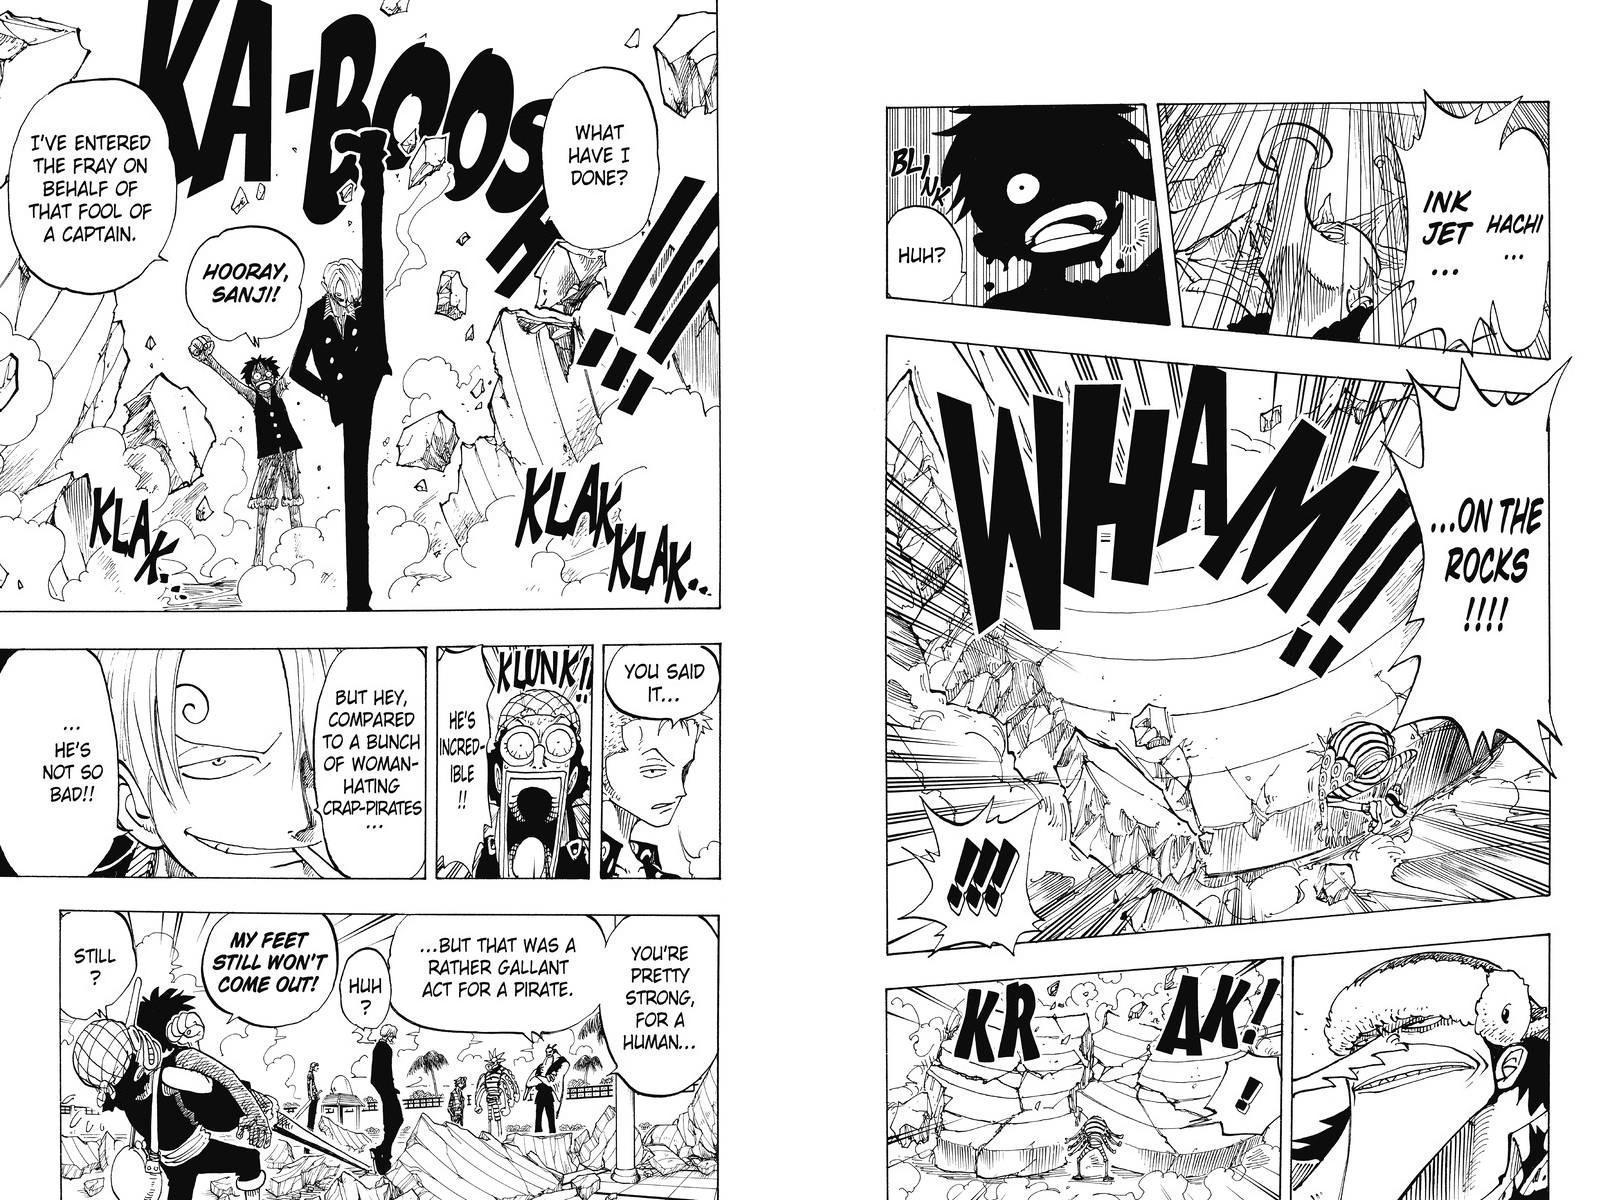 HACHI
...
INK
JET
...
BLINK
HUH?
...ON THE
ROCKS
!!!!
WHAM!!
!!!
KRAK!
!
WHAT
HAVE I
DONE?
KA-BOOSH!!!
HOORAY,
SANJI!
I'VE ENTERED
THE FRAY ON
BEHALF OF
THAT FOOL OF
A CAPTAIN.
KLAK
KLAK..
KLAK..
YOU SAID
IT...
KLUNK!!
HE'S
INCRED-
IBLE
!!
BUT HEY,
COMPARED
TO A BUNCH
OF WOMAN-
HATING
CRAP-PIRATES
...
...
HE'S
NOT SO
BAD!!
YOU'RE
PRETTY
STRONG,
FOR A
HUMAN...
...BUT THAT WAS A
RATHER GALLANT
ACT FOR A PIRATE.
HUH
?
MY FEET
STILL WON'T
COME OUT!
STILL
?